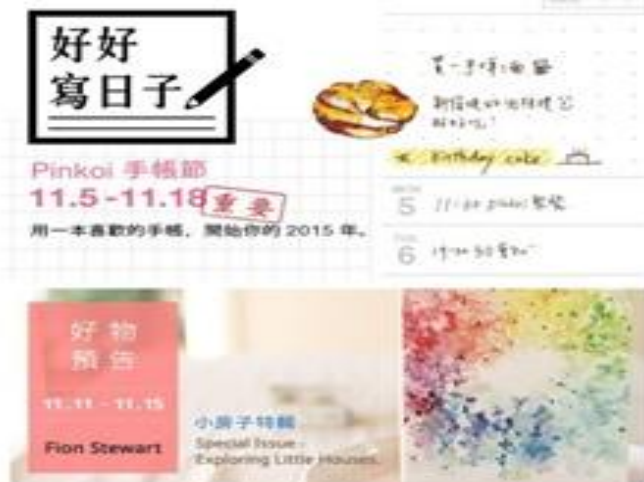 好好
寫日子
Pinkoi 手帳節
11.5 -11.18
重要
用一本喜歡的手帳，開始你的 2015 年。
birthday cake
5
6
好物
預告
11.11 - 11.15
Fion Stewart
小房子特輯
Special Issue -
Exploring Little Houses.